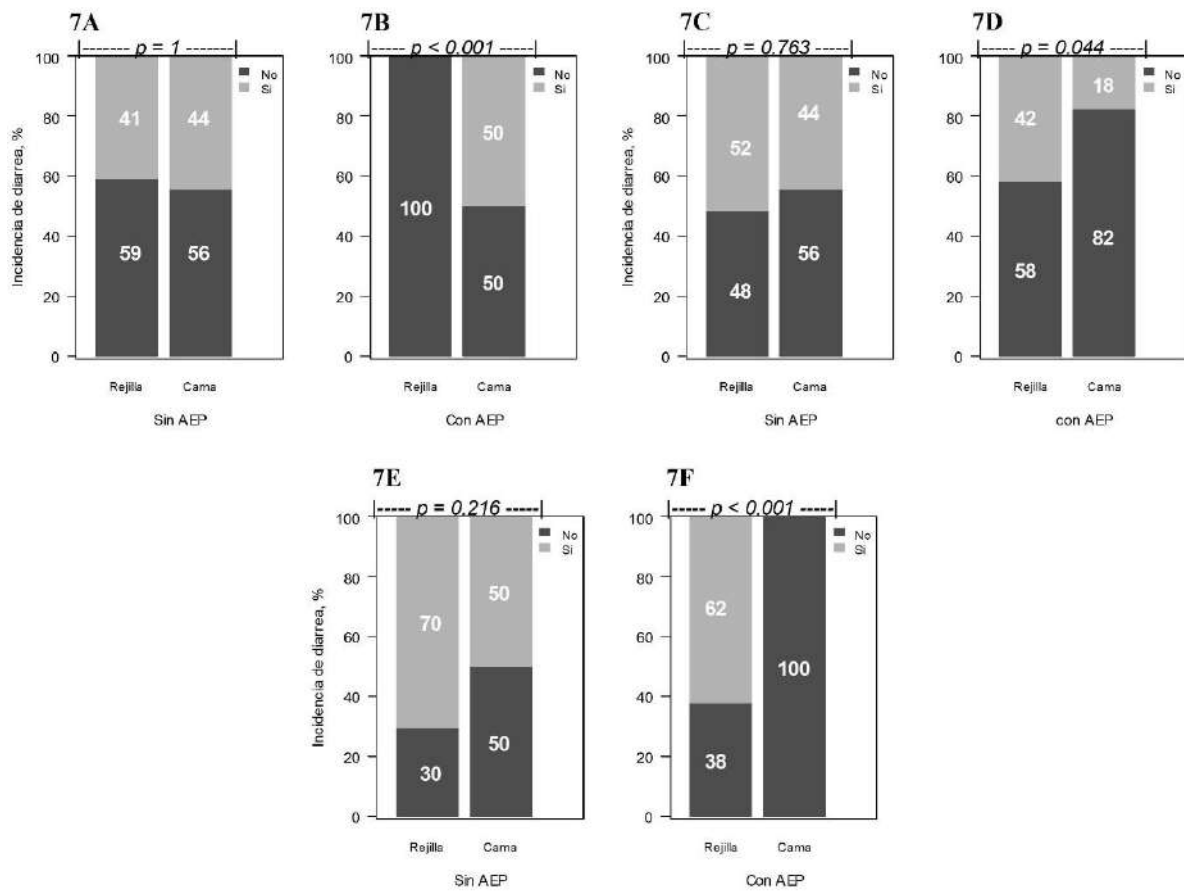 7A
|------ p = 1 -----|
Incidencia de diarrea, %
100
80
60
40
20
0
No
Si
41
44
59
56
Rejilla
Cama
Sin AEP
7B
|----- p < 0.001 -----|
100
80
60
40
20
0
No
Si
100
50
50
Rejilla
Cama
Con AEP
7C
|----- p = 0.763 -----|
Incidencia de diarrea, %
100
80
60
40
20
0
No
Si
52
44
48
56
Rejilla
Cama
Sin AEP
7D
|----- p = 0.044 -----|
100
80
60
40
20
0
No
Si
42
18
58
82
Rejilla
Cama
con AEP
7E
|----- p = 0.216 -----|
Incidencia de diarrea, %
100
80
60
40
20
0
No
Si
70
50
30
50
Rejilla
Cama
Sin AEP
7F
|----- p < 0.001 -----|
100
80
60
40
20
0
No
Si
62
100
38
Rejilla
Cama
Con AEP